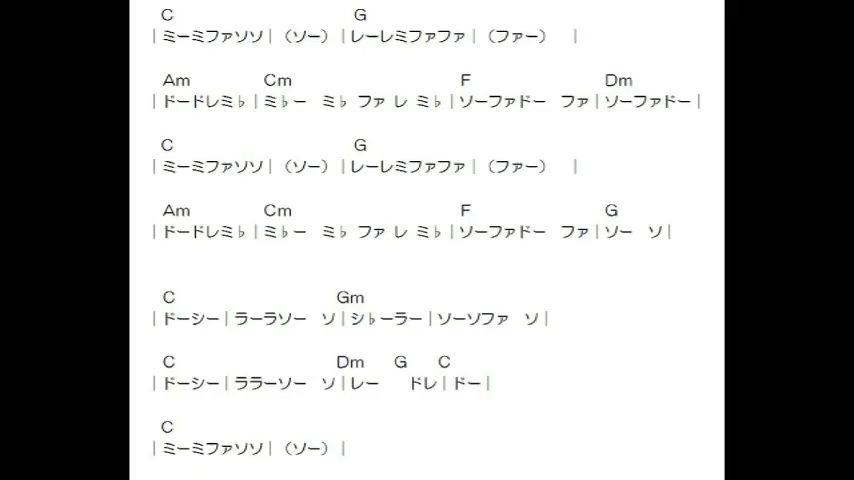 C G
|ミーミファソソ|（ソー）|レーレミファファ|（ファー） |
Am Cm F Dm
|ドードレミ♭|ミ♭ー ミ♭ ファ レ ミ♭|ソーファドー ファ|ソーファドー|
C G
|ミーミファソソ|（ソー）|レーレミファファ|（ファー） |
Am Cm F G
|ドードレミ♭|ミ♭ー ミ♭ ファ レ ミ♭|ソーファドー ファ|ソー ソ|
C Gm
|ドーシー|ラーラソー ソ|シ♭ーラー|ソーソファ ソ|
C Dm G C
|ドーシー|ララーソー ソ|レー ドレ|ドー|
C
|ミーミファソソ|（ソー）|